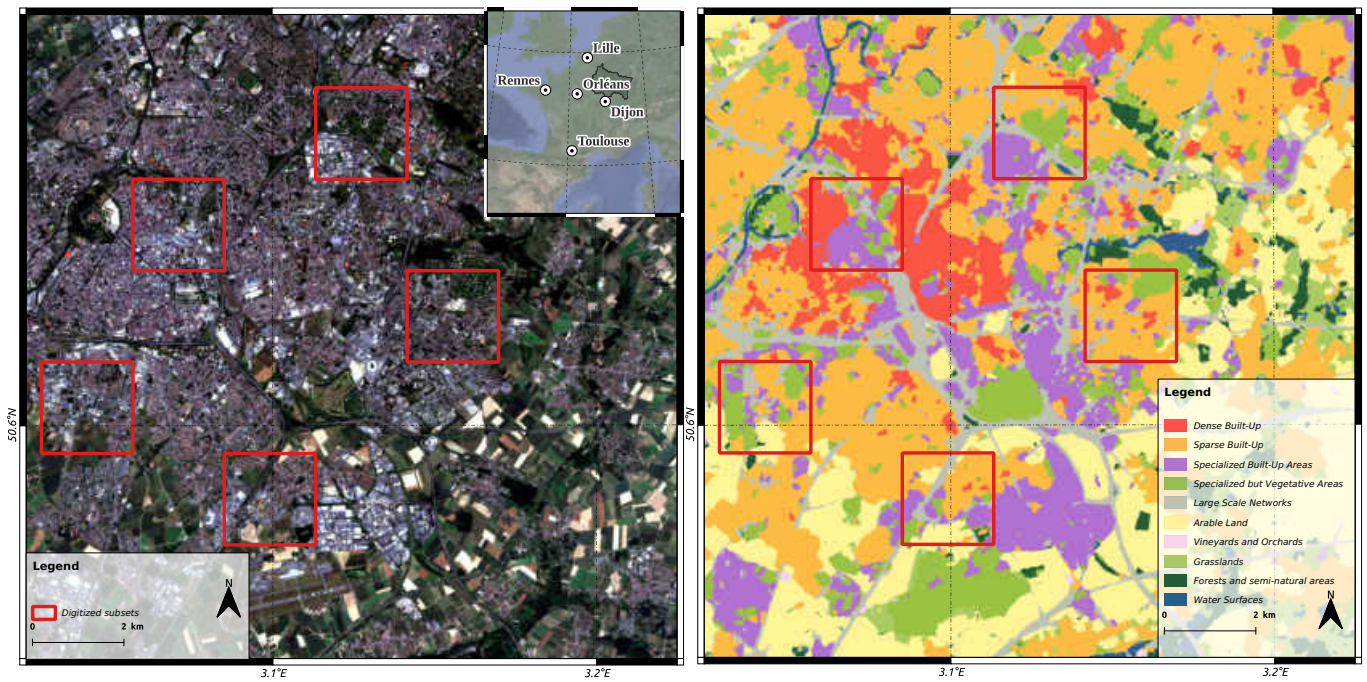 Lille
Rennes
Orléans
Dijon
Toulouse
50.6°N
Legend
Digitized subsets
0 2 km
N
3.1°E 3.2°E
50.6°N
Legend
Dense Built-Up
Sparse Built-Up
Specialized Built-Up Areas
Specialized but Vegetative Areas
Large Scale Networks
Arable Land
Vineyards and Orchards
Grasslands
Forests and semi-natural areas
Water Surfaces
0 2 km
N
3.1°E 3.2°E